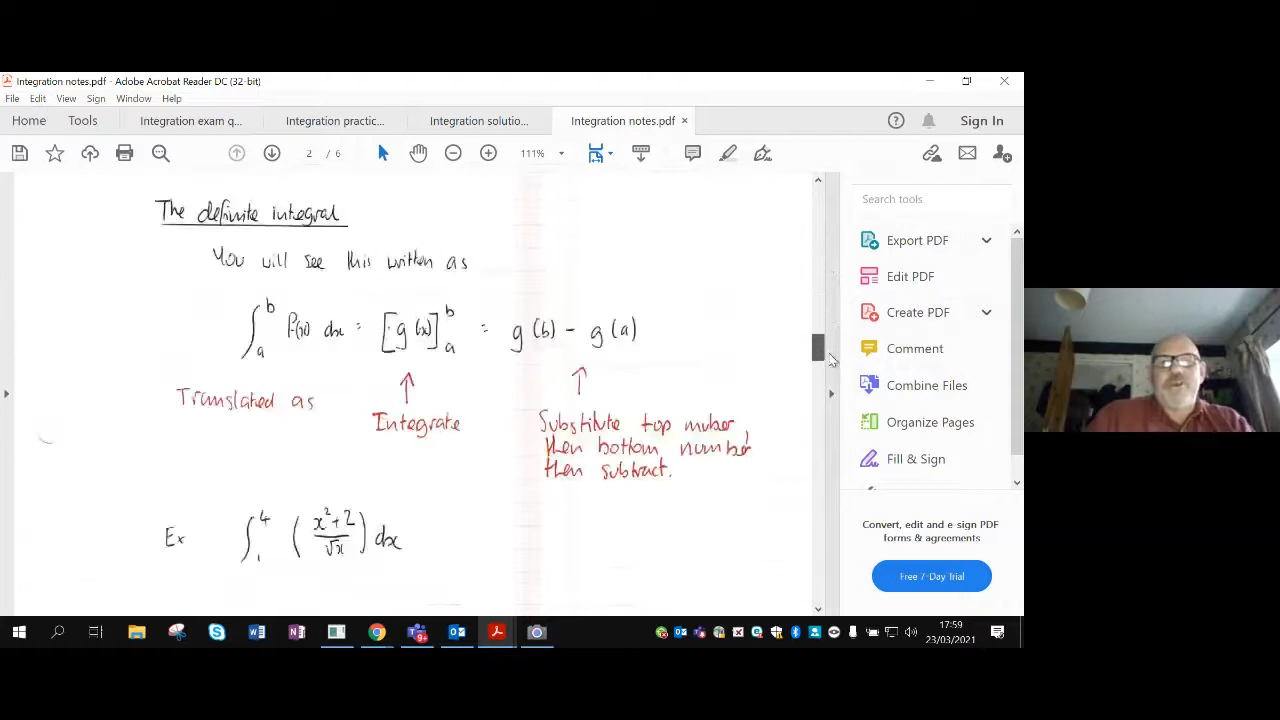 Integration notes.pdf - Adobe Acrobat Reader DC (32-bit)
File Edit View Sign Window Help
Home Tools Integration exam q... Integration practic... Integration solutio... Integration notes.pdf × Sign In
2 / 6 111%
The definite integral
You will see this written as
∫ₐᵇ f(x) dx = [g(x)]ₐᵇ = g(b) - g(a)
Translated as
Integrate
Substitute top number,
then bottom number
then subtract.
Ex ∫₁⁴ (x²+2/√x) dx
Search tools
Export PDF
Edit PDF
Create PDF
Comment
Combine Files
Organize Pages
Fill & Sign
Convert, edit and e-sign PDF
forms & agreements
Free 7-Day Trial
9+
17:59
23/03/2021